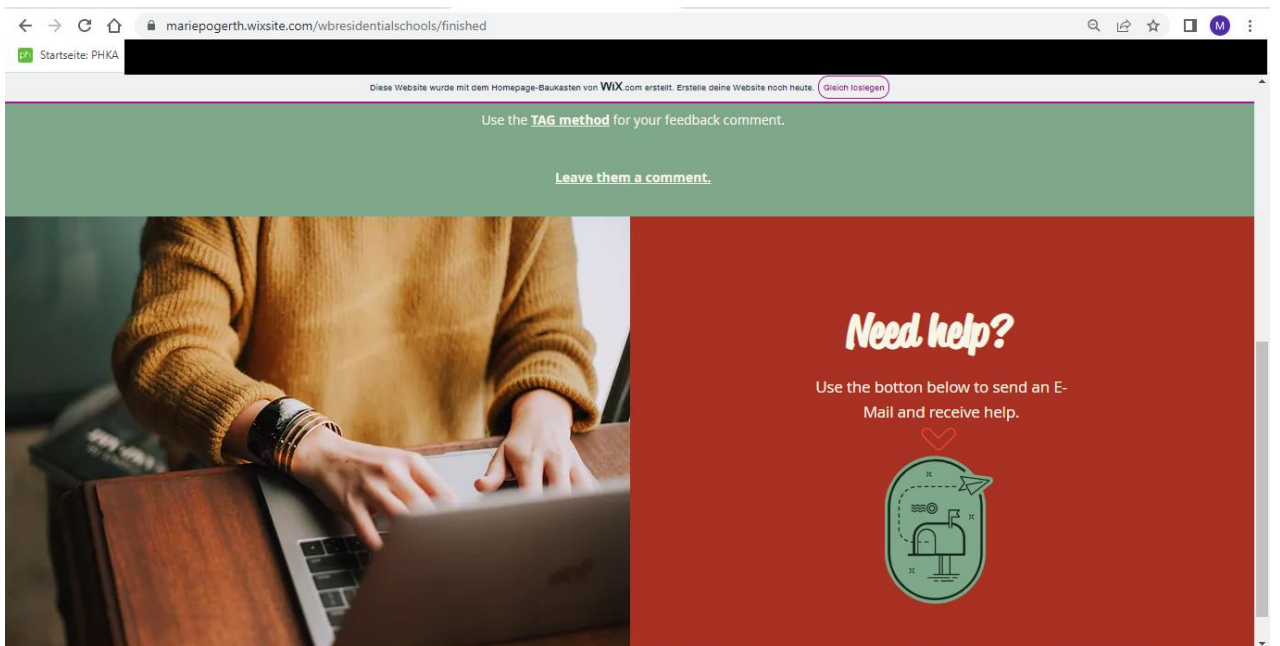 mariepogerth.wixsite.com/wbresidentialschools/finished
M
ph Startseite: PHKA
Diese Website wurde mit dem Homepage-Baukasten von WiX.com erstellt. Erstelle deine Website noch heute. Gleich loslegen
Use the TAG method for your feedback comment.
Leave them a comment.
Need help?
Use the botton below to send an E-
Mail and receive help.